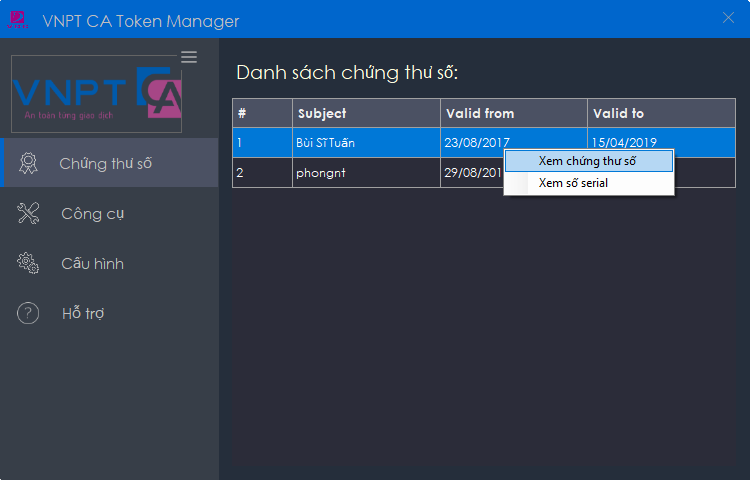 VNPT CA Token Manager
VNPT CA
An toàn từng giao dịch
Chứng thư số
Công cụ
Cấu hình
Hỗ trợ
Danh sách chứng thư số:
# Subject Valid from Valid to
1 Bùi Sĩ Tuấn 23/08/2017 15/04/2019
2 phongnt 29/08/201
Xem chứng thư số
Xem số serial